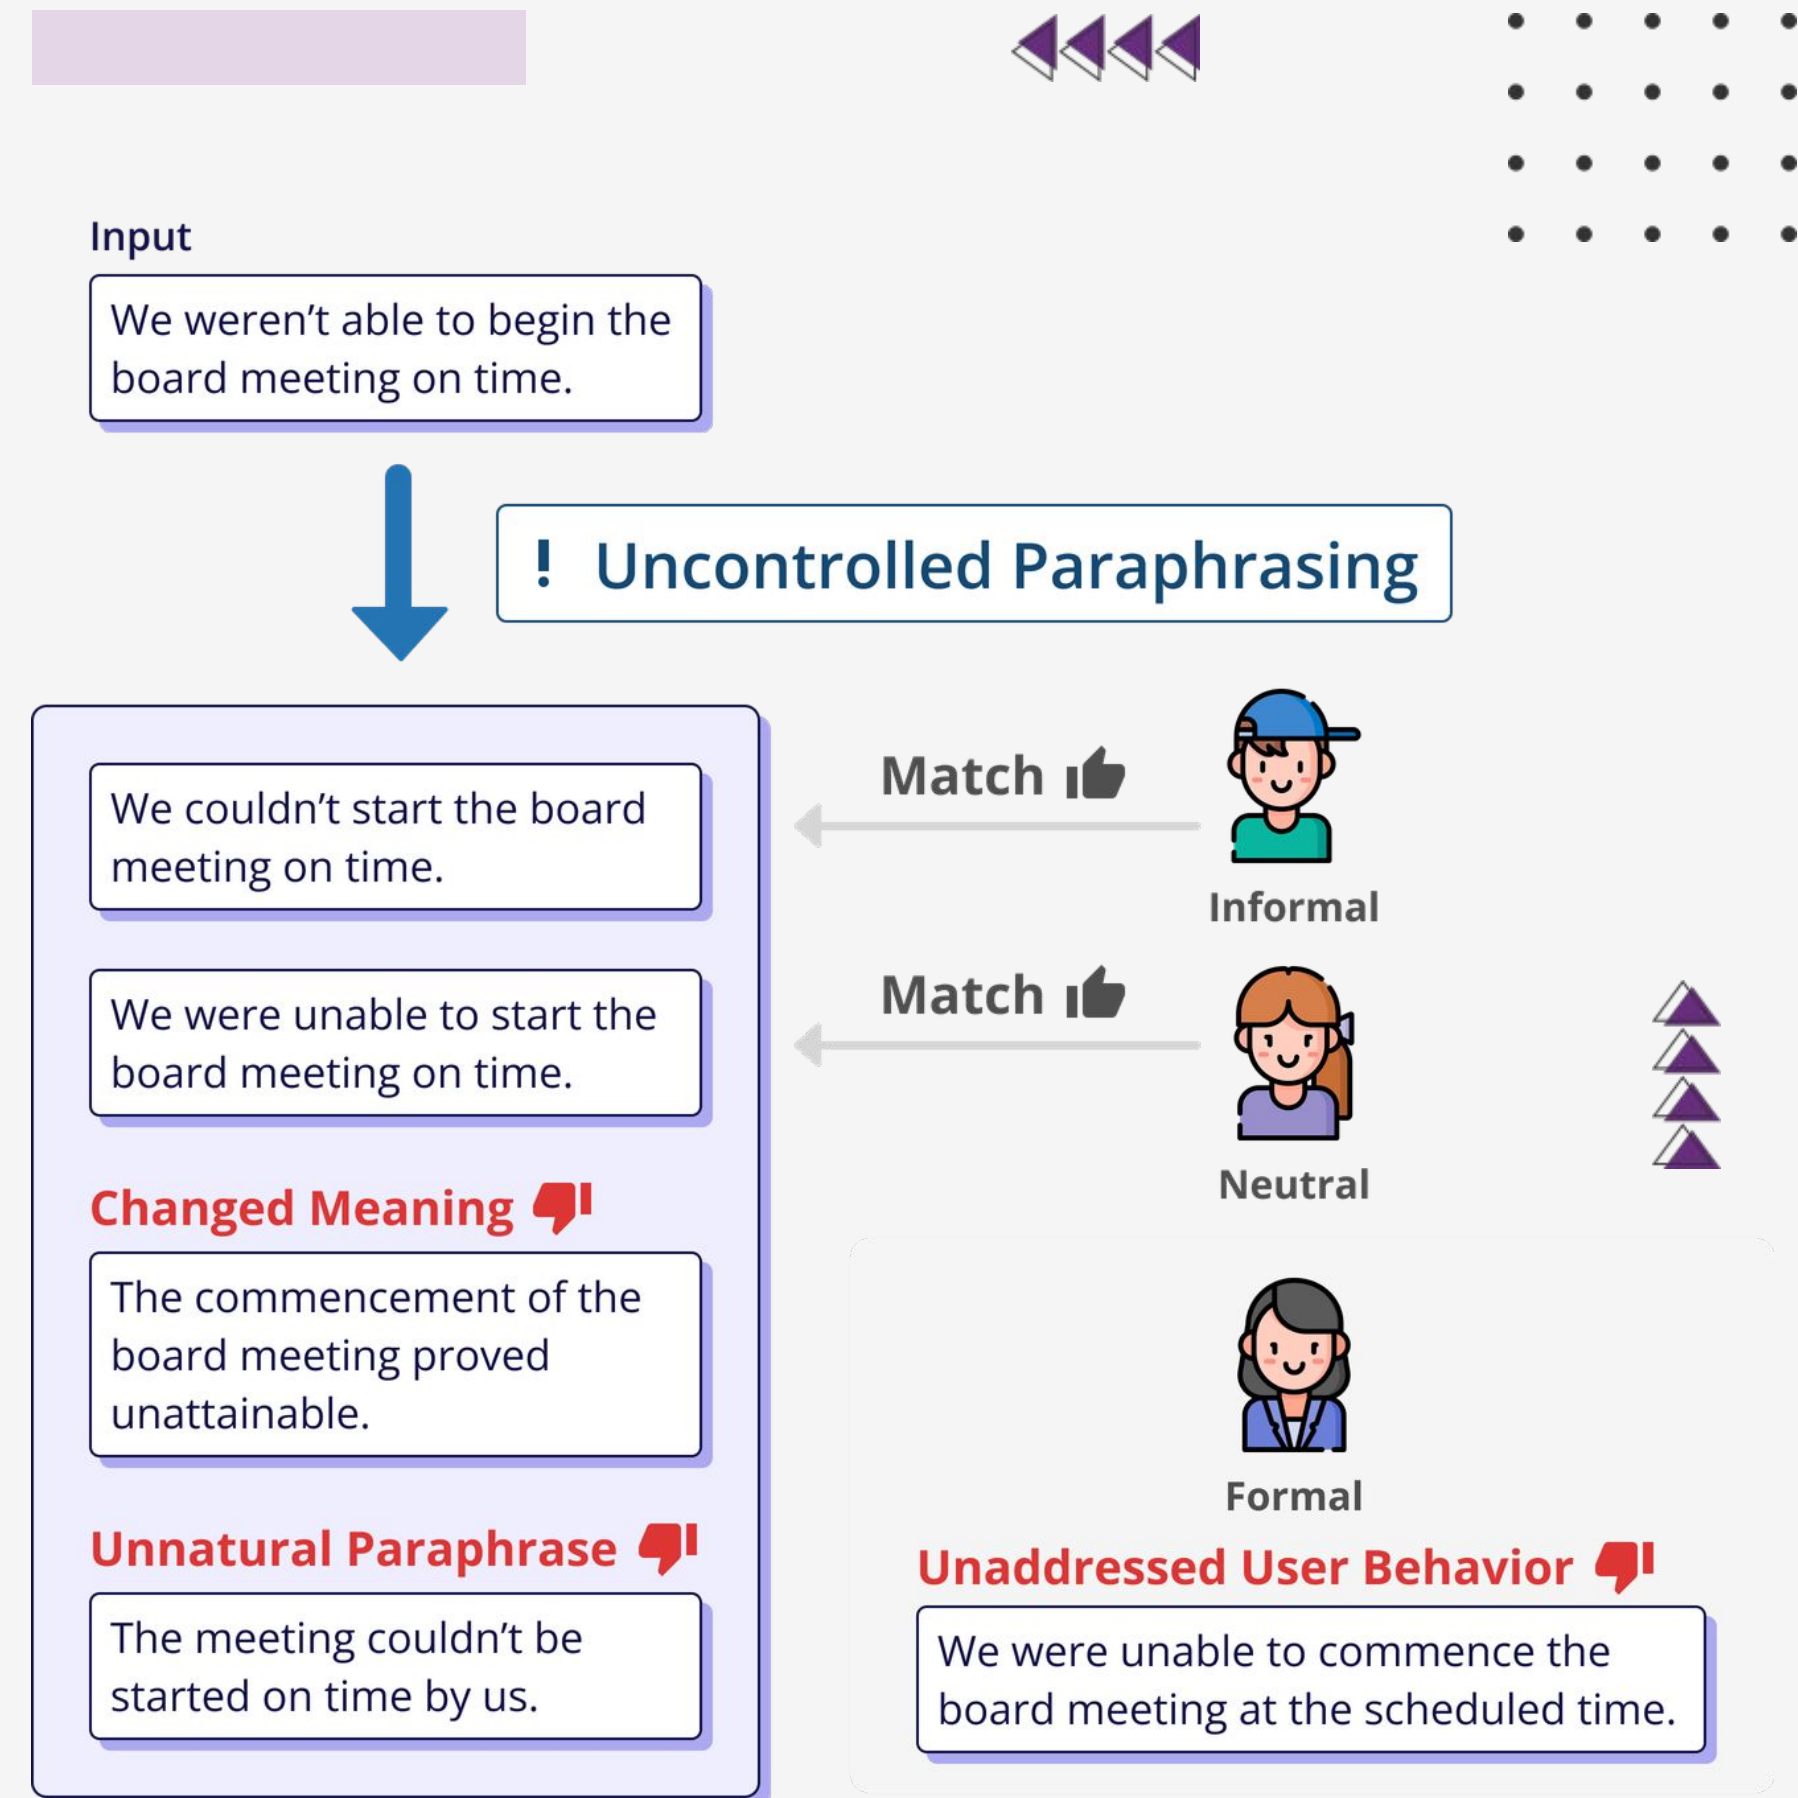 Input
We weren’t able to begin the
board meeting on time.
! Uncontrolled Paraphrasing
We couldn’t start the board
meeting on time.
Match
Informal
We were unable to start the
board meeting on time.
Match
Neutral
Changed Meaning
The commencement of the
board meeting proved
unattainable.
Unnatural Paraphrase
The meeting couldn’t be
started on time by us.
Formal
Unaddressed User Behavior
We were unable to commence the
board meeting at the scheduled time.